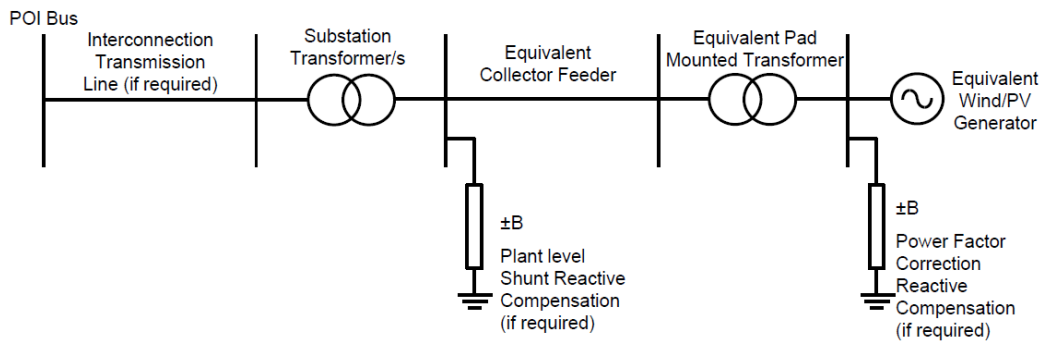 POI Bus
Interconnection
Transmission
Line (if required)
Substation
Transformer/s
Equivalent
Collector Feeder
Equivalent Pad
Mounted Transformer
Equivalent
Wind/PV
Generator
±B
Plant level
Shunt Reactive
Compensation
(if required)
±B
Power Factor
Correction
Reactive
Compensation
(if required)